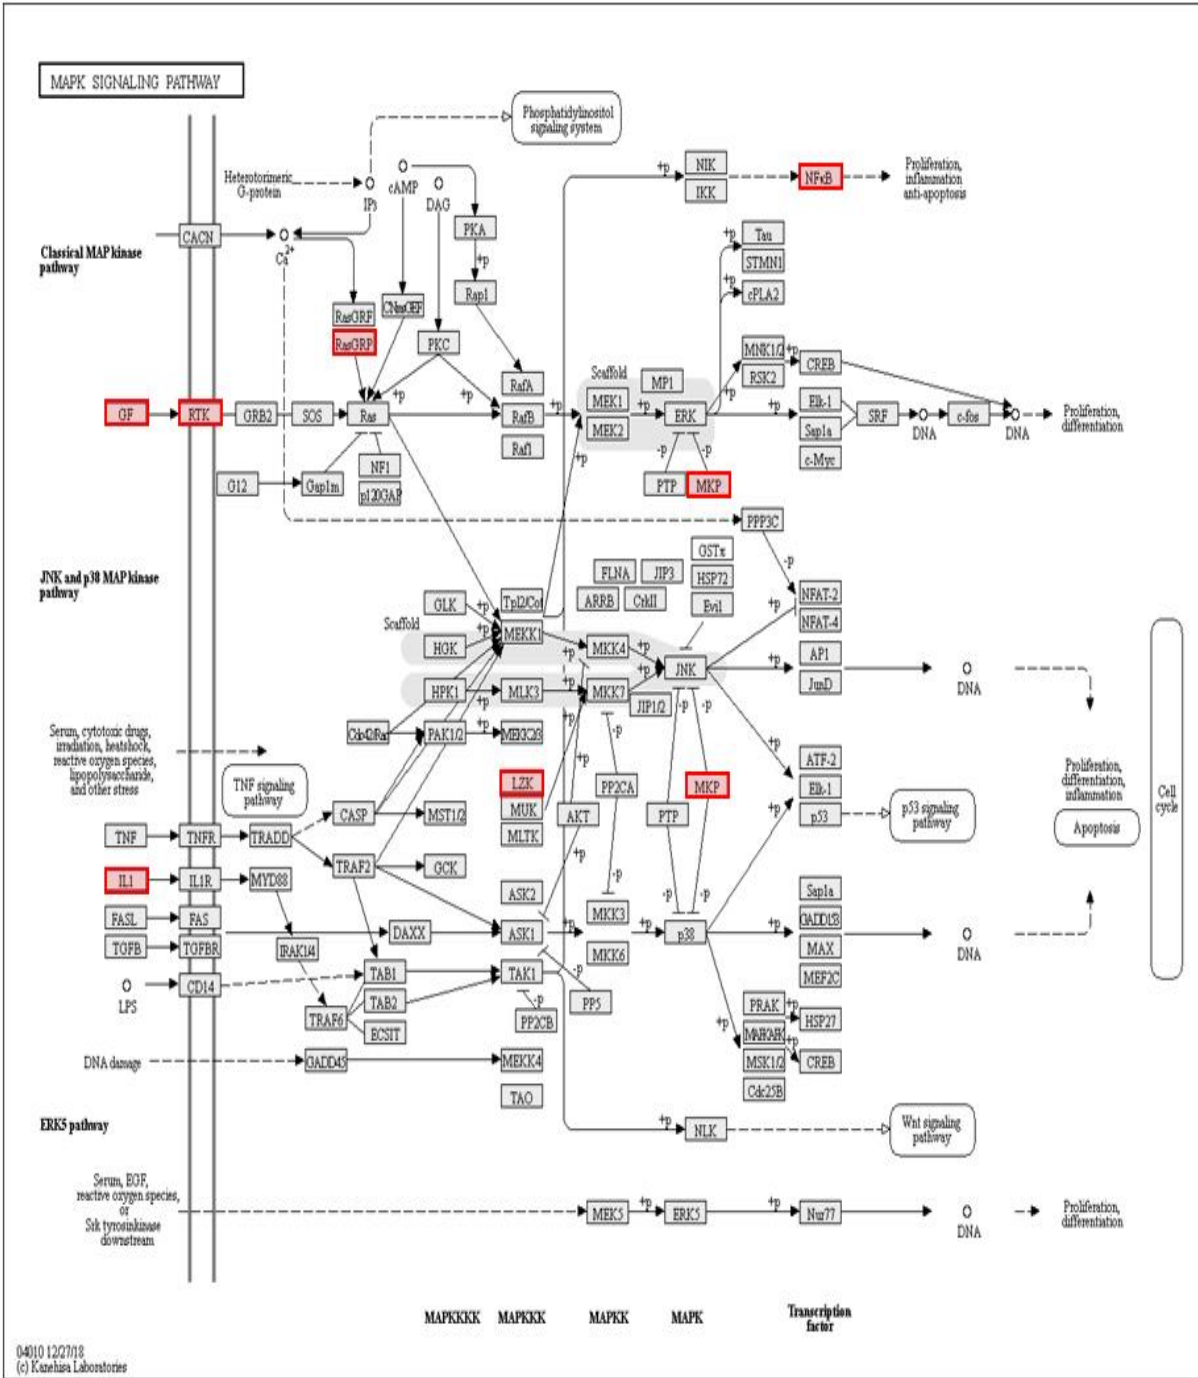 MAPK SIGNALING PATHWAY
Phosphatidylinositol
signaling system
Heterotorimeric
G-protein
IP3
cAMP
DAG
NIK
IKK
+p
NFκB
Proliferation,
inflammation
anti-apoptosis
Classical MAP kinase
pathway
CACN
Ca2+
PKA
+p
Rap1
RasGRF
CNrasGEF
RasGRP
PKC
Tau
STMN1
cPLA2
+p
+p
MNK1/2
+p
CREB
RSK2
+p
Scaffold
MP1
RafA
MEK1
GF
RTK
GRB2
SOS
Ras
+p
+p
RafB
+p
MEK2
+p
ERK
+p
Elk-1
Sap1a
c-Myc
SRF
DNA
c-fos
DNA
Proliferation,
differentiation
Raf1
+p
-p
-p
G12
Gap1m
NF1
p120GAP
PTP
MKP
PPP3C
-p
JNK and p38 MAP kinase
pathway
GSTπ
HSP72
Evi1
FLNA
JIP3
ARRB
CrkII
GLK
+p
Tpl2/Cot
NFAT-2
NFAT-4
+p
Scaffold
HGK
+p
MEKK1
+p
MKK4
+p
JNK
+p
AP1
JunD
DNA
HPK1
+p
MLK3
+p
MKK7
+p
JIP1/2
-p
-p
-p
Cdc42/Rac
PAK1/2
MEKK2/3
+p
+p
Serum, cytotoxic drugs,
irradiation, heatshock,
reactive oxygen species,
lipopolysaccharide,
and other stress
TNF signaling
pathway
LZK
MUK
MLTK
PP2CA
AKT
+p
PTP
MKP
+p
ATF-2
Elk-1
p53
p53 signaling
pathway
Proliferation,
differentiation,
inflammation
Apoptosis
Cell
cycle
CASP
MST1/2
TNF
TNFR
TRADD
TRAF2
GCK
IL1
IL1R
MYD88
ASK2
-p
-p
-p
FASL
FAS
DAXX
ASK1
+p
MKK3
MKK6
+p
p38
+p
Sap1a
GADD153
MAX
MEF2C
DNA
TGFB
TGFBR
IRAK1/4
LPS
CD14
TAB1
TAK1
-p
TAB2
-p
PP5
TRAF6
ECSIT
PP2CB
+p
PRAK
+p
HSP27
MAPKAPK
+p
MSK1/2
CREB
Cdc25B
DNA damage
GADD45
MEKK4
TAO
ERK5 pathway
+p
NLK
Wnt signaling
pathway
Serum, EGF,
reactive oxygen species,
or
Srk tyrosinkinase
downstream
MEK5
+p
ERK5
+p
Nur77
DNA
Proliferation,
differentiation
MAPKKKK
MAPKKK
MAPKK
MAPK
Transcription
factor
04010 12/27/18
(c) Kanehisa Laboratories